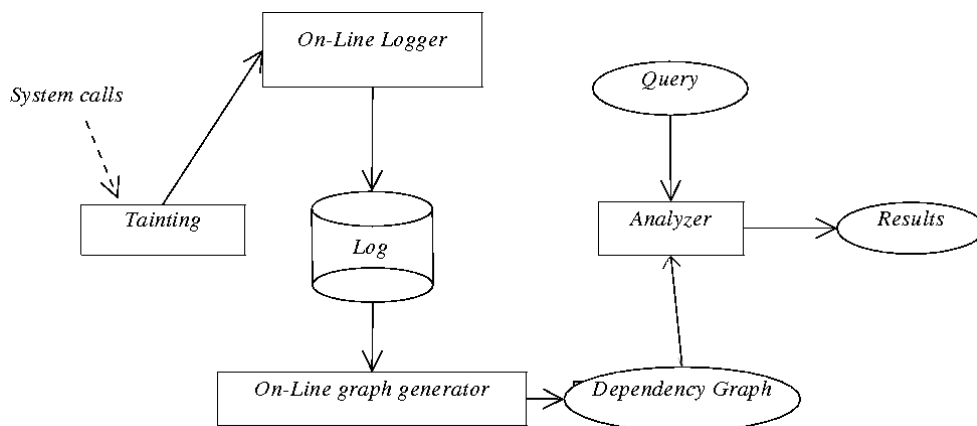 On-Line Logger
System calls
Query
Tainting
Analyzer
Results
Log
On-Line graph generator
Dependency Graph